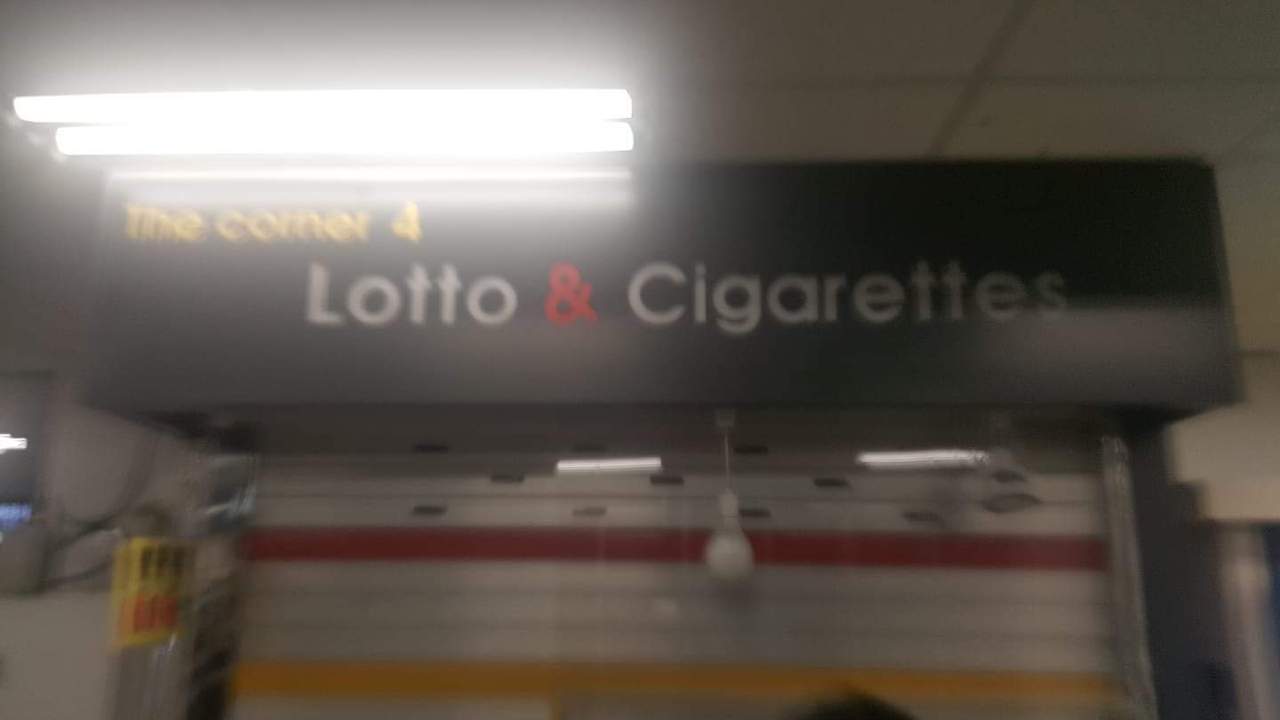 The corner 4
Lotto & Cigarettes